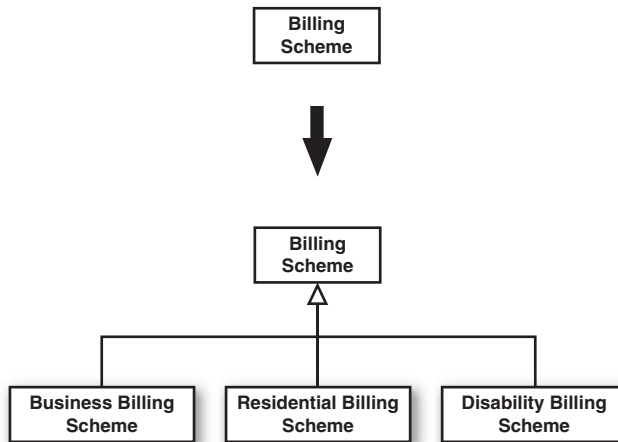 Billing
Scheme
Billing
Scheme
Business Billing
Scheme
Residential Billing
Scheme
Disability Billing
Scheme